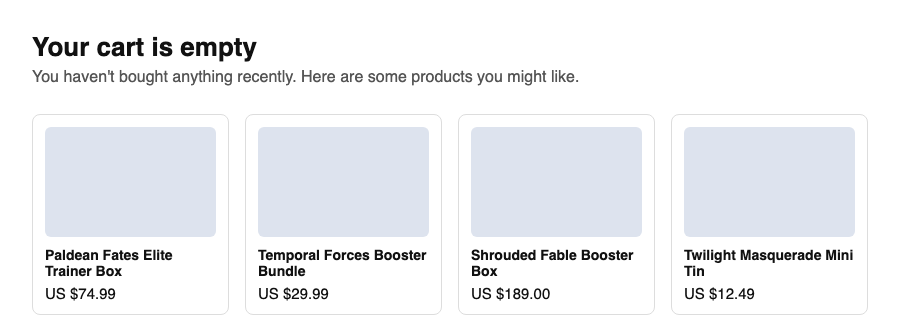 Your cart is empty
You haven't bought anything recently. Here are some products you might like.
Paldean Fates Elite
Trainer Box
US $74.99
Temporal Forces Booster
Bundle
US $29.99
Shrouded Fable Booster
Box
US $189.00
Twilight Masquerade Mini
Tin
US $12.49